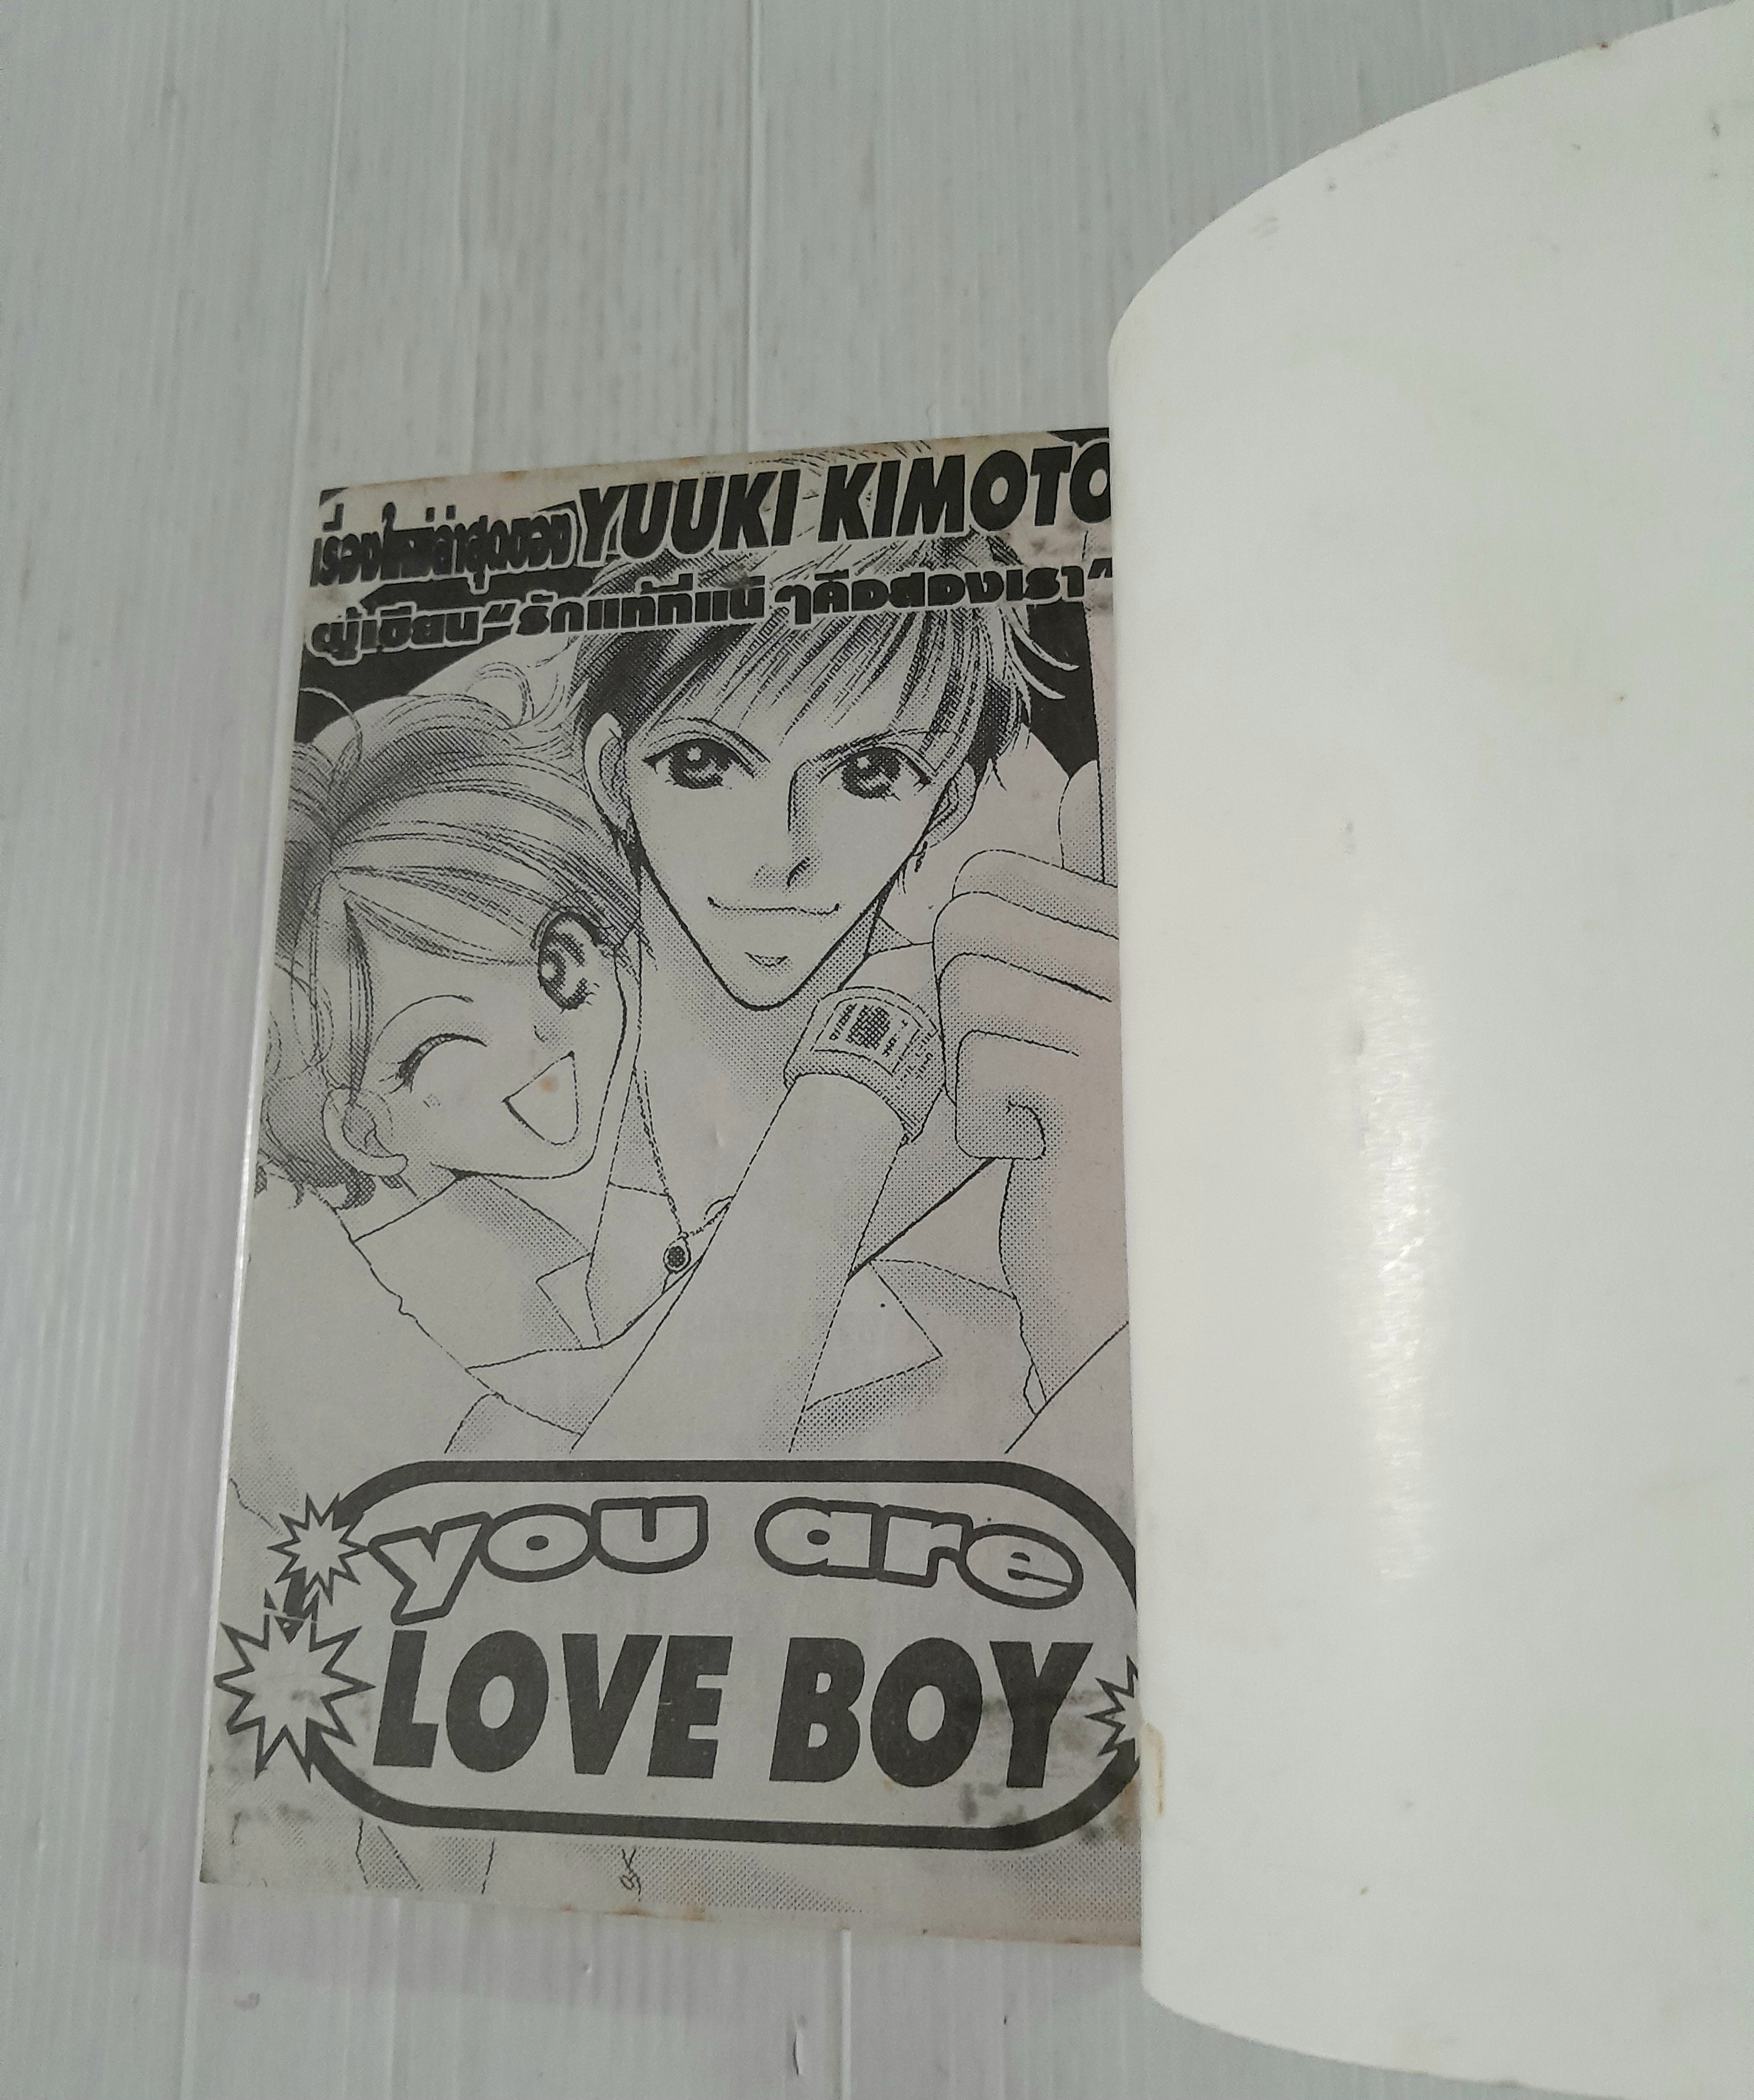 เรื่องใหม่ล่าสุดของ YUUKI KIMOTO
ผู้เขียน "รักแท้ที่แน่ ๆ คือสองเรา"
you are
LOVE BOY